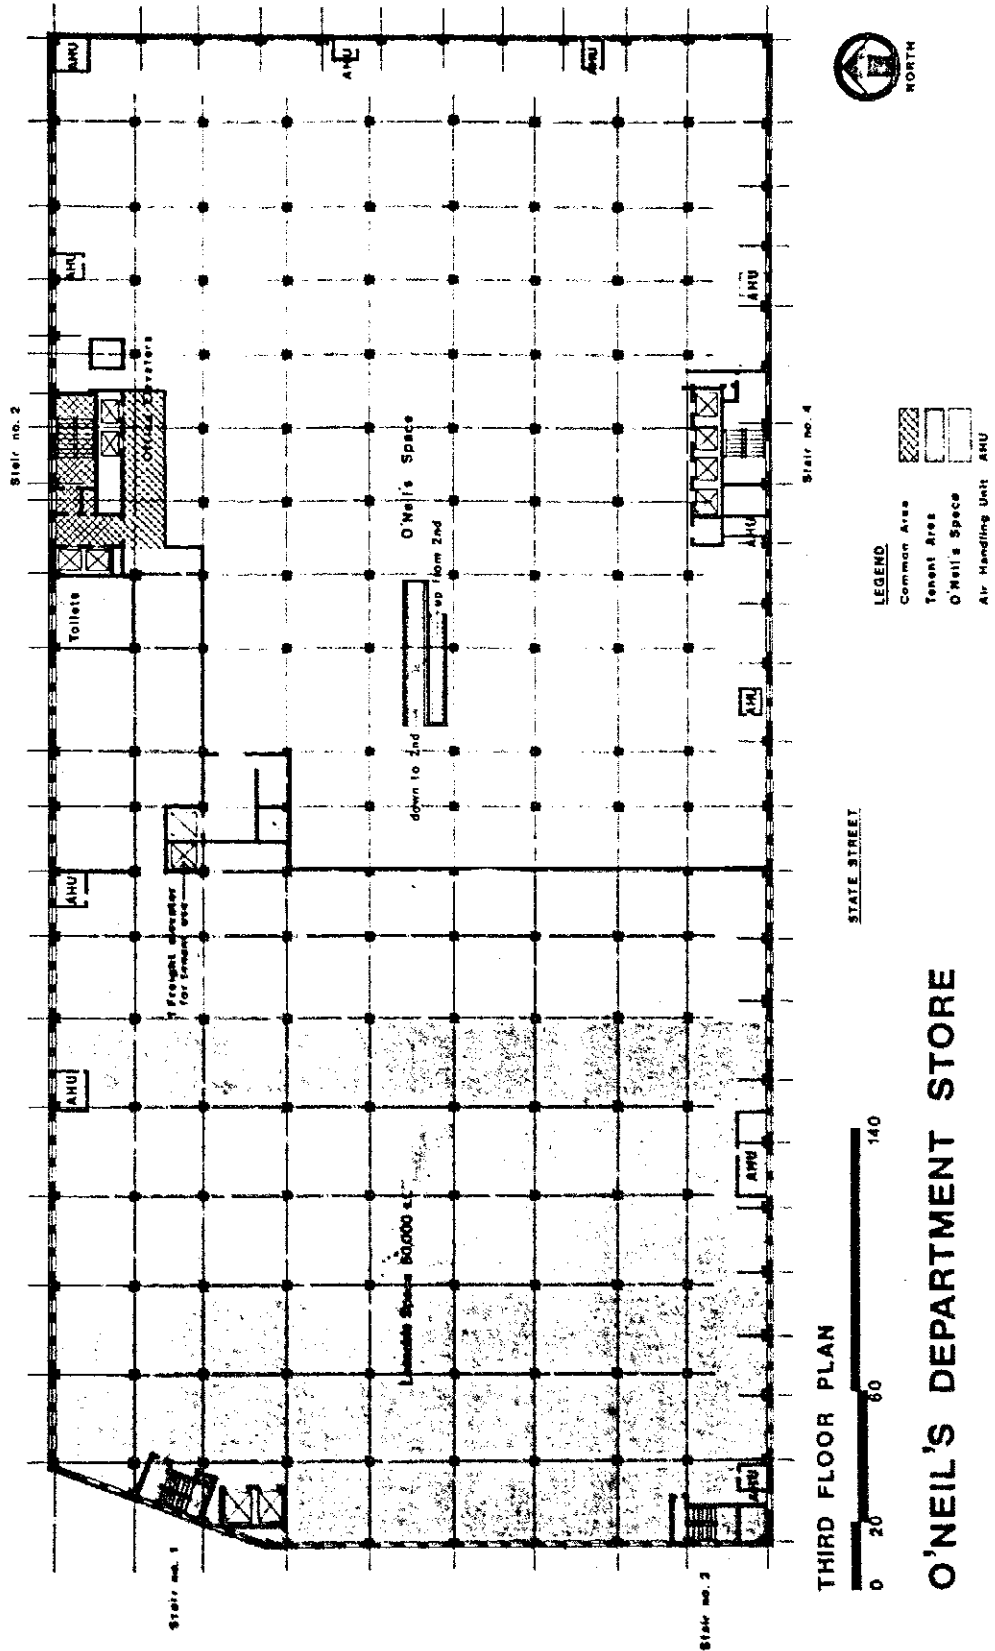 Stair no. 2
AHU
AHU
Toilets
AHU
AHU
Office Elevators
Stair no. 1
Freight elevator
for tenant use
AHU
Leasable Space
down to 2nd
O'Neil's Space
up from 2nd
AHU
Stair no. 3
AHU
AHU
AHU
AHU
AHU
Stair no. 4
THIRD FLOOR PLAN
STATE STREET
0
20
60
140
O'NEIL'S DEPARTMENT STORE
LEGEND
Common Area
Tenant Area
O'Neil's Space
Air Handling Unit AHU
NORTH